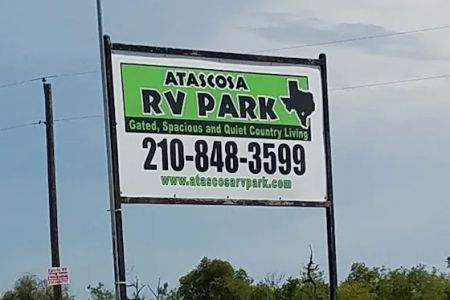 ATASCOSA
RV PARK
Gated, Spacious and Quiet Country Living
210-848-3599
www.atascosarvpark.com